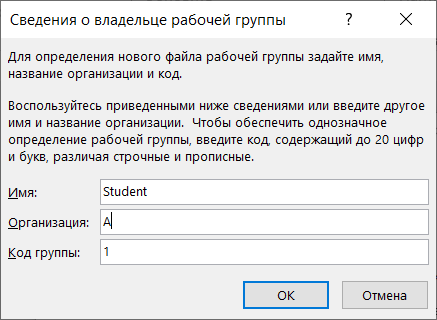 Сведения о владельце рабочей группы
?
Для определения нового файла рабочей группы задайте имя,
название организации и код.
Воспользуйтесь приведенными ниже сведениями или введите другое
имя и название организации. Чтобы обеспечить однозначное
определение рабочей группы, введите код, содержащий до 20 цифр
и букв, различая строчные и прописные.
Имя: Student
Организация: A
Код группы: 1
ОК Отмена